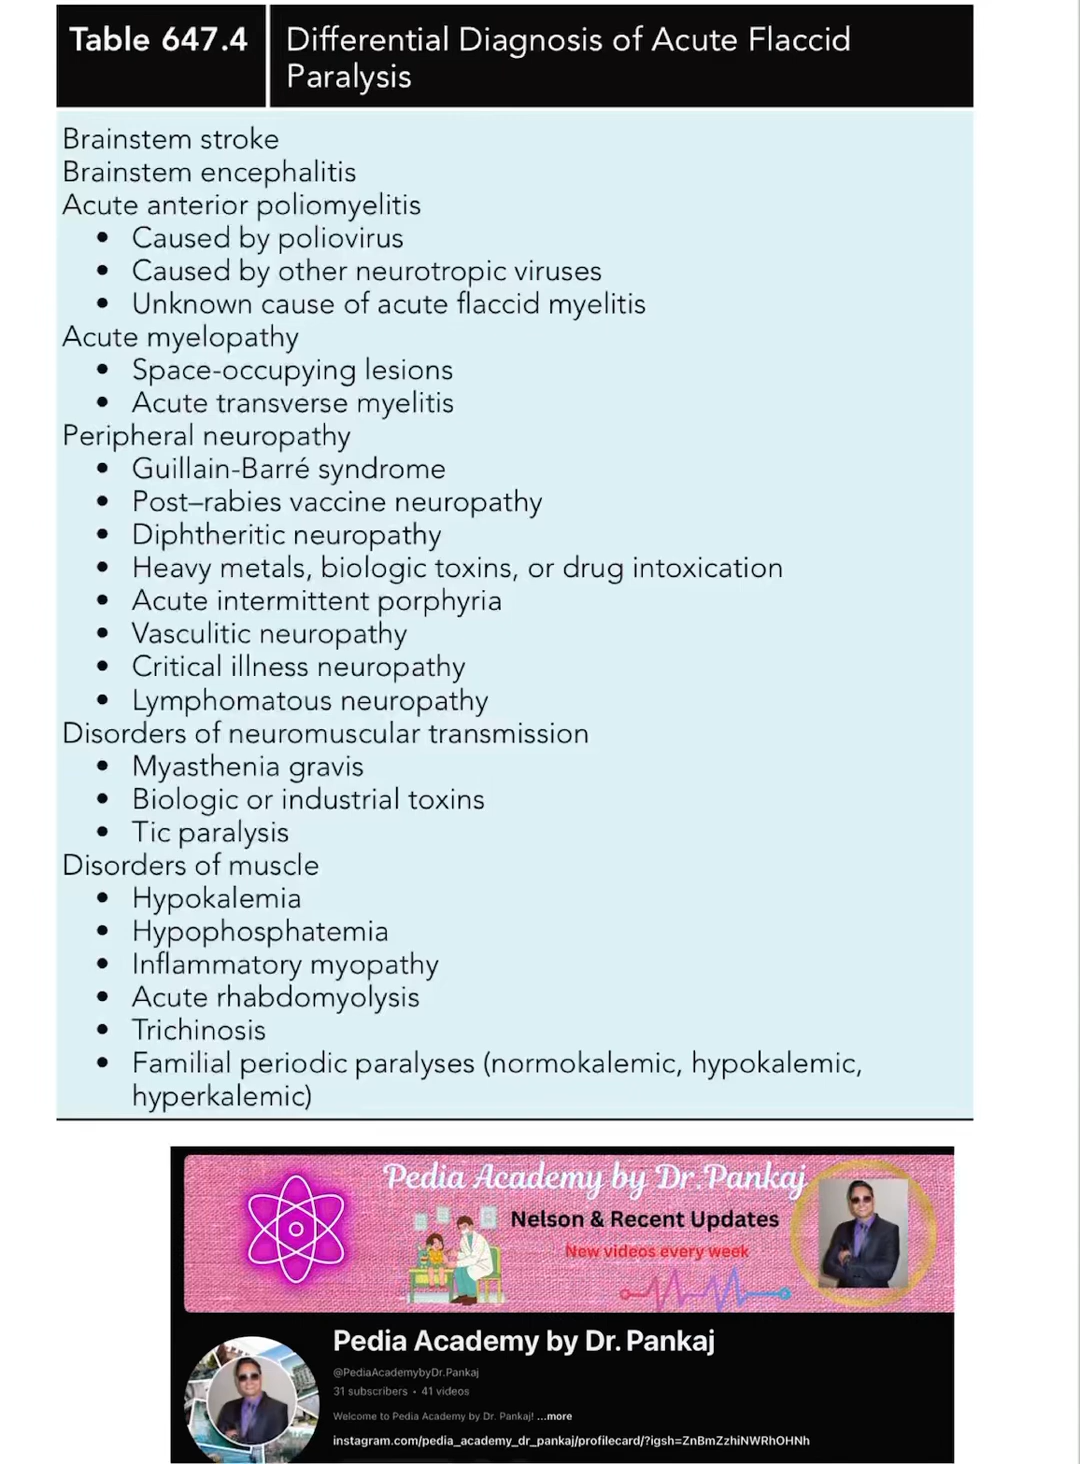 Table 647.4
Differential Diagnosis of Acute Flaccid
Paralysis
Brainstem stroke
Brainstem encephalitis
Acute anterior poliomyelitis
• Caused by poliovirus
• Caused by other neurotropic viruses
• Unknown cause of acute flaccid myelitis
Acute myelopathy
• Space-occupying lesions
• Acute transverse myelitis
Peripheral neuropathy
• Guillain-Barré syndrome
• Post–rabies vaccine neuropathy
• Diphtheritic neuropathy
• Heavy metals, biologic toxins, or drug intoxication
• Acute intermittent porphyria
• Vasculitic neuropathy
• Critical illness neuropathy
• Lymphomatous neuropathy
Disorders of neuromuscular transmission
• Myasthenia gravis
• Biologic or industrial toxins
• Tic paralysis
Disorders of muscle
• Hypokalemia
• Hypophosphatemia
• Inflammatory myopathy
• Acute rhabdomyolysis
• Trichinosis
• Familial periodic paralyses (normokalemic, hypokalemic,
hyperkalemic)
Pedia Academy by Dr.Pankaj
Nelson & Recent Updates
New videos every week
Pedia Academy by Dr. Pankaj
@PediaAcademybyDr.Pankaj
31 subscribers • 41 videos
Welcome to Pedia Academy by Dr. Pankaj! ...more
instagram.com/pedia_academy_dr_pankaj/profilecard/?igsh=ZnBmZzhiNWRhOHNh